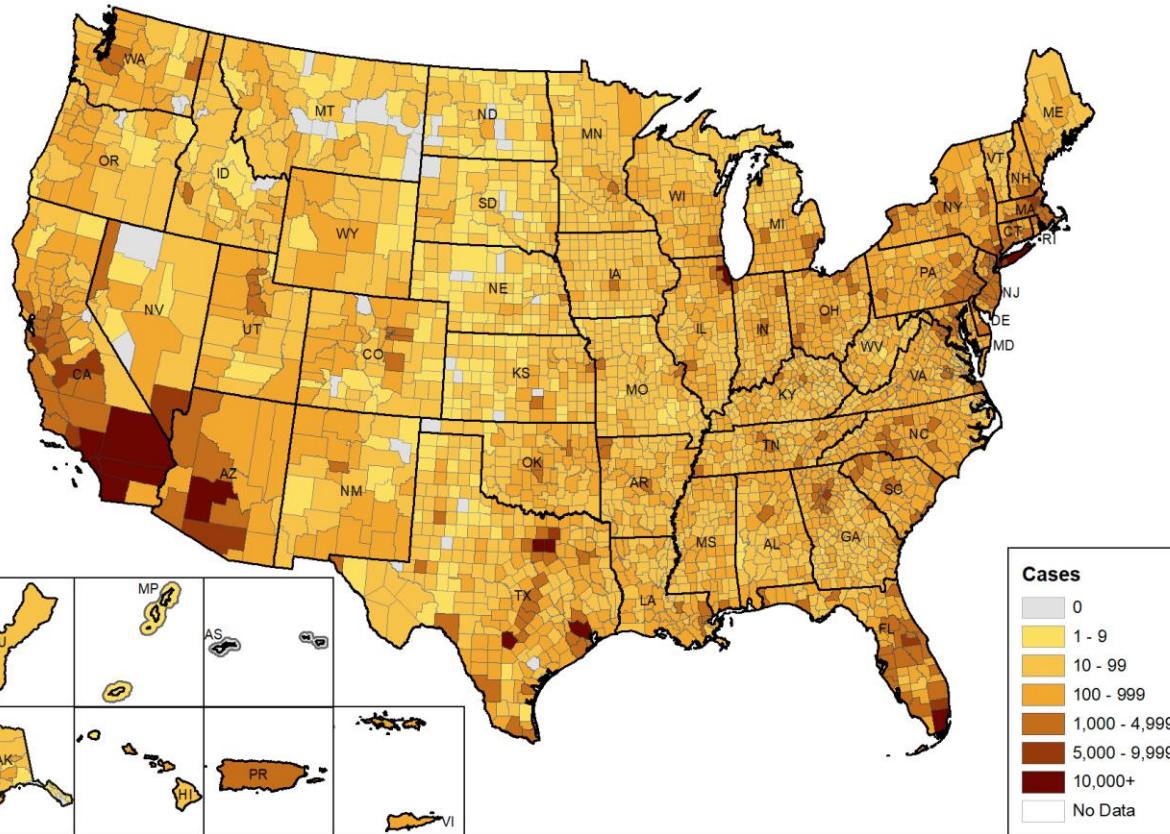 WA
MT
ND
MN
ME
OR
ID
SD
WI
MI
VT
NH
NY
MA
CT
RI
WY
IA
NE
PA
NJ
NV
UT
CO
IL
IN
OH
DE
MD
WV
VA
CA
KS
MO
KY
AZ
NM
OK
AR
TN
NC
SC
MS
AL
GA
TX
LA
FL
MP
AS
AK
HI
PR
VI
Cases
0
1 - 9
10 - 99
100 - 999
1,000 - 4,999
5,000 - 9,999
10,000+
No Data